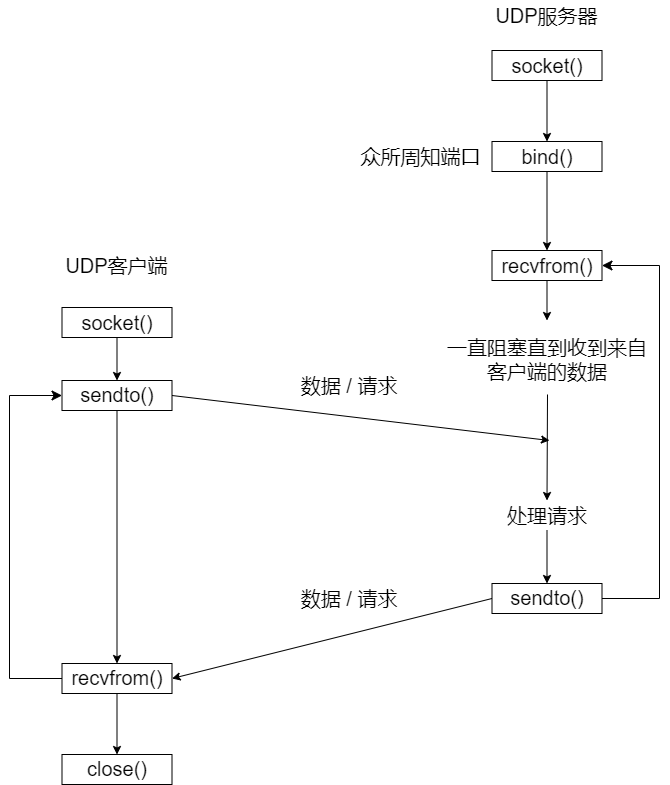 UDP服务器
socket()
众所周知端口
bind()
recvfrom()
一直阻塞直到收到来自
客户端的数据
UDP客户端
socket()
sendto()
数据 / 请求
处理请求
sendto()
数据 / 请求
recvfrom()
close()